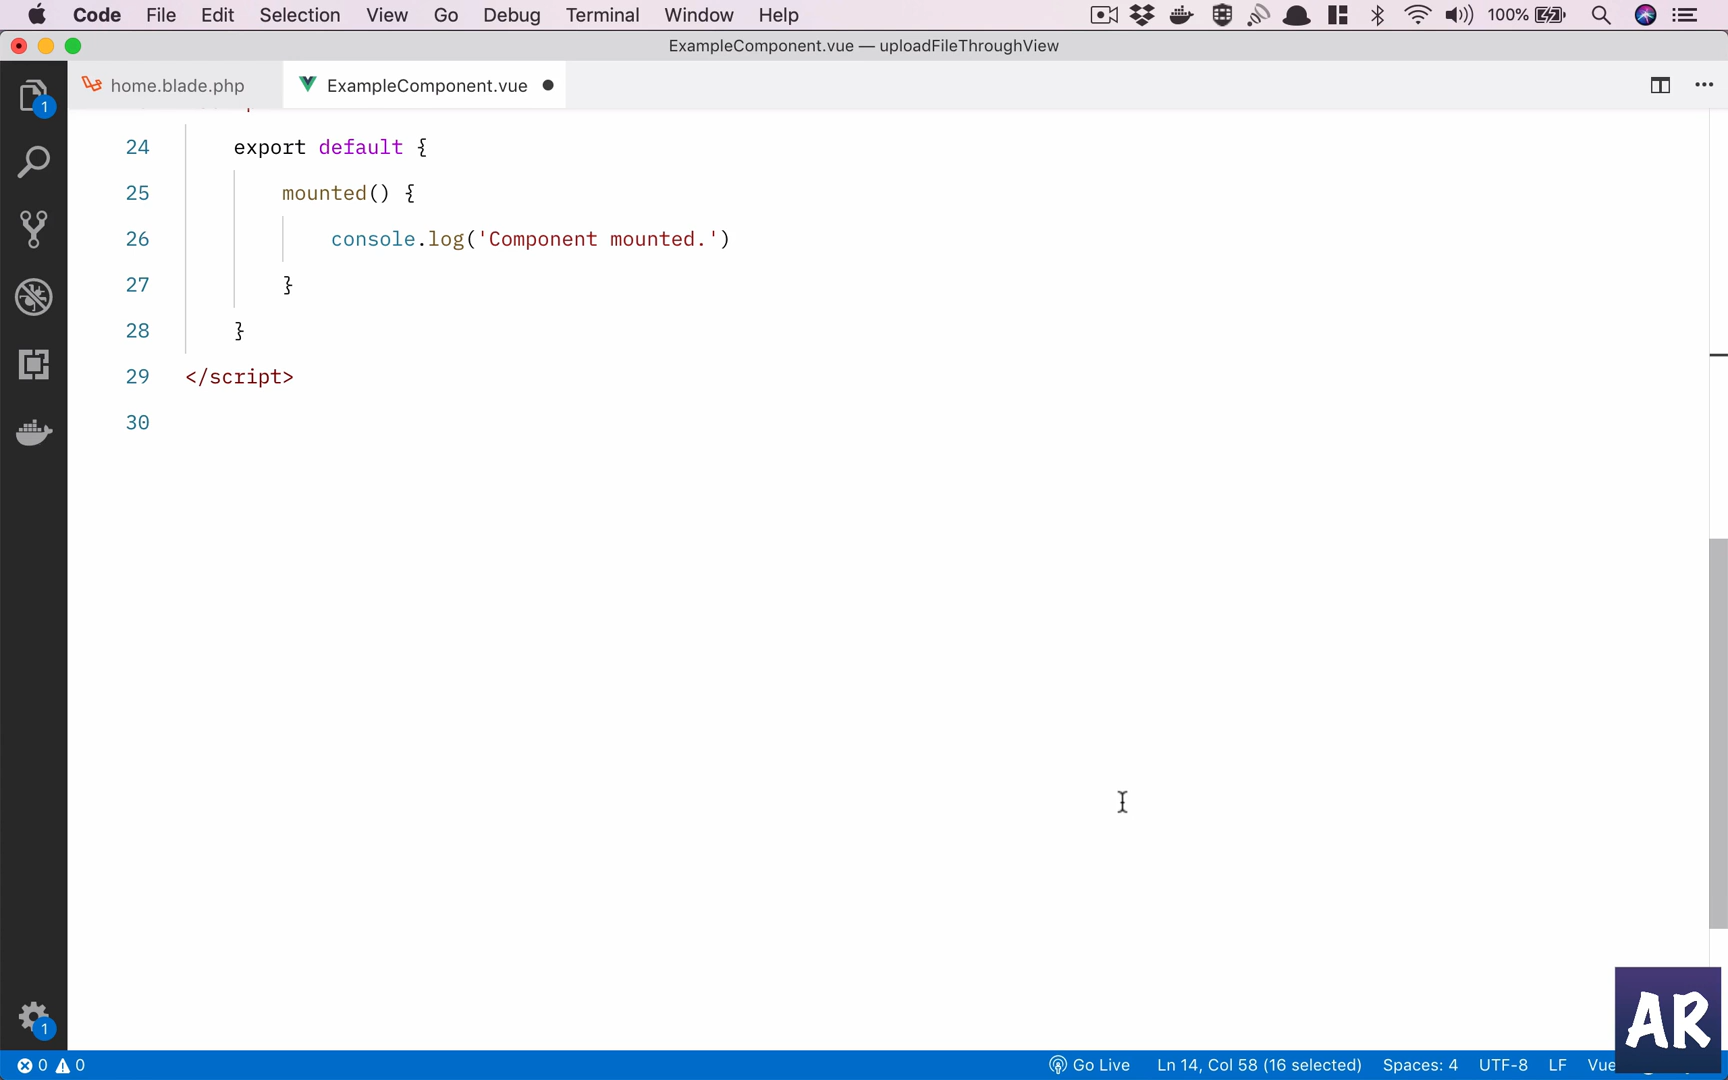 Code File Edit Selection View Go Debug Terminal Window Help 100%
ExampleComponent.vue — uploadFileThroughView
home.blade.php ExampleComponent.vue
1
24 export default {
25 mounted() {
26 console.log('Component mounted.')
27 }
28 }
29 </script>
30
1
AR
0 0 Go Live Ln 14, Col 58 (16 selected) Spaces: 4 UTF-8 LF Vue